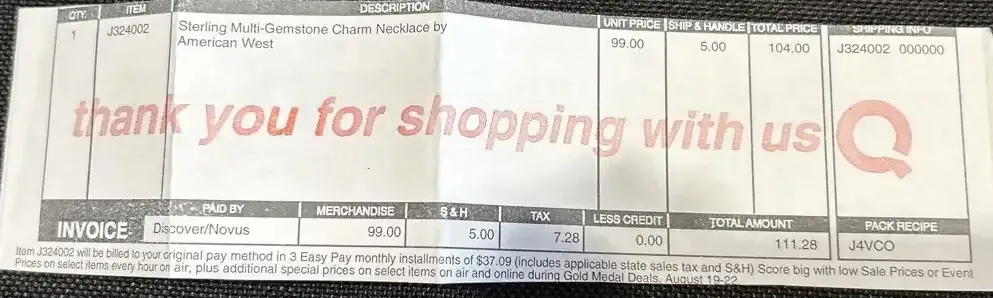 QTY. ITEM DESCRIPTION UNIT PRICE SHIP & HANDLE TOTAL PRICE SHIPPING INFO
1 J324002 Sterling Multi-Gemstone Charm Necklace by 99.00 5.00 104.00 J324002 000000
American West
thank you for shopping with us Q
INVOICE PAID BY MERCHANDISE S & H TAX LESS CREDIT TOTAL AMOUNT PACK RECIPE
Discover/Novus 99.00 5.00 7.28 0.00 111.28 J4VCO
Item J324002 will be billed to your original pay method in 3 Easy Pay monthly installments of $37.09 (includes applicable state sales tax and S&H) Score big with low Sale Prices or Event
Prices on select items every hour on air, plus additional special prices on select items on air and online during Gold Medal Deals, August 19-22